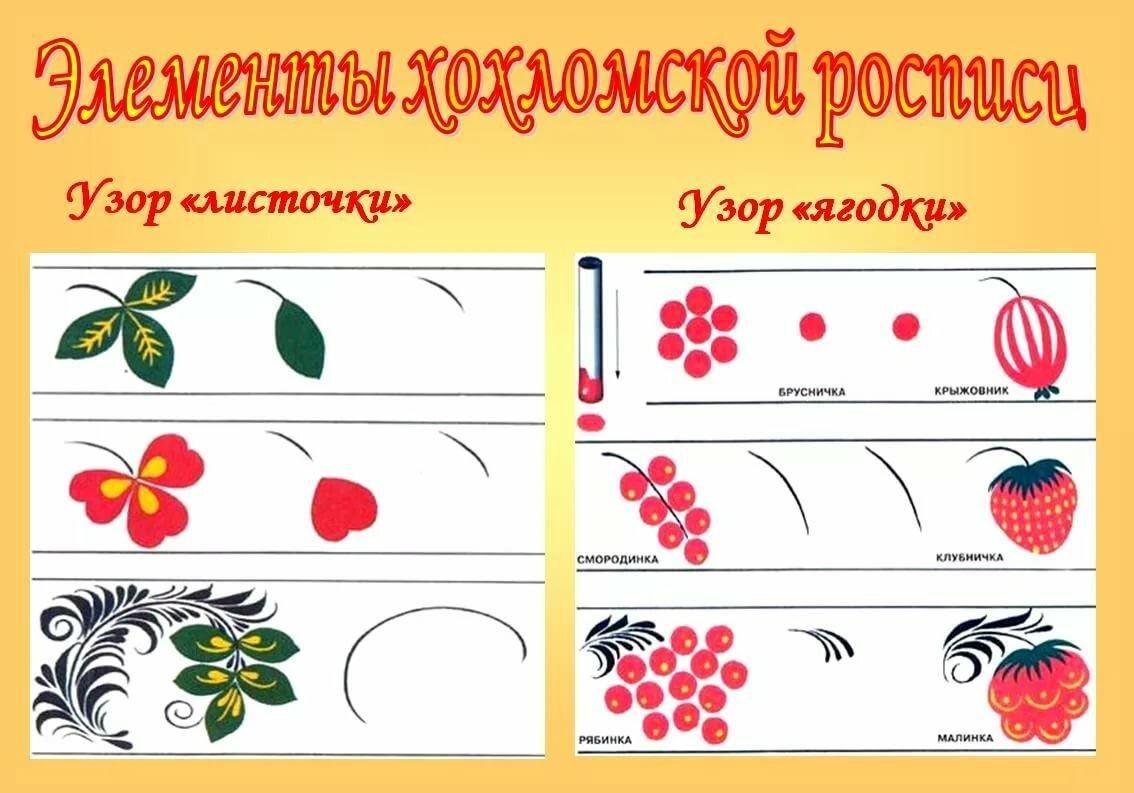 Элементы хохломской росписи
Узор «листочки»
Узор «ягодки»
БРУСНИЧКА
КРЫЖОВНИК
СМОРОДИНКА
КЛУБНИЧКА
РЯБИНКА
МАЛИНКА